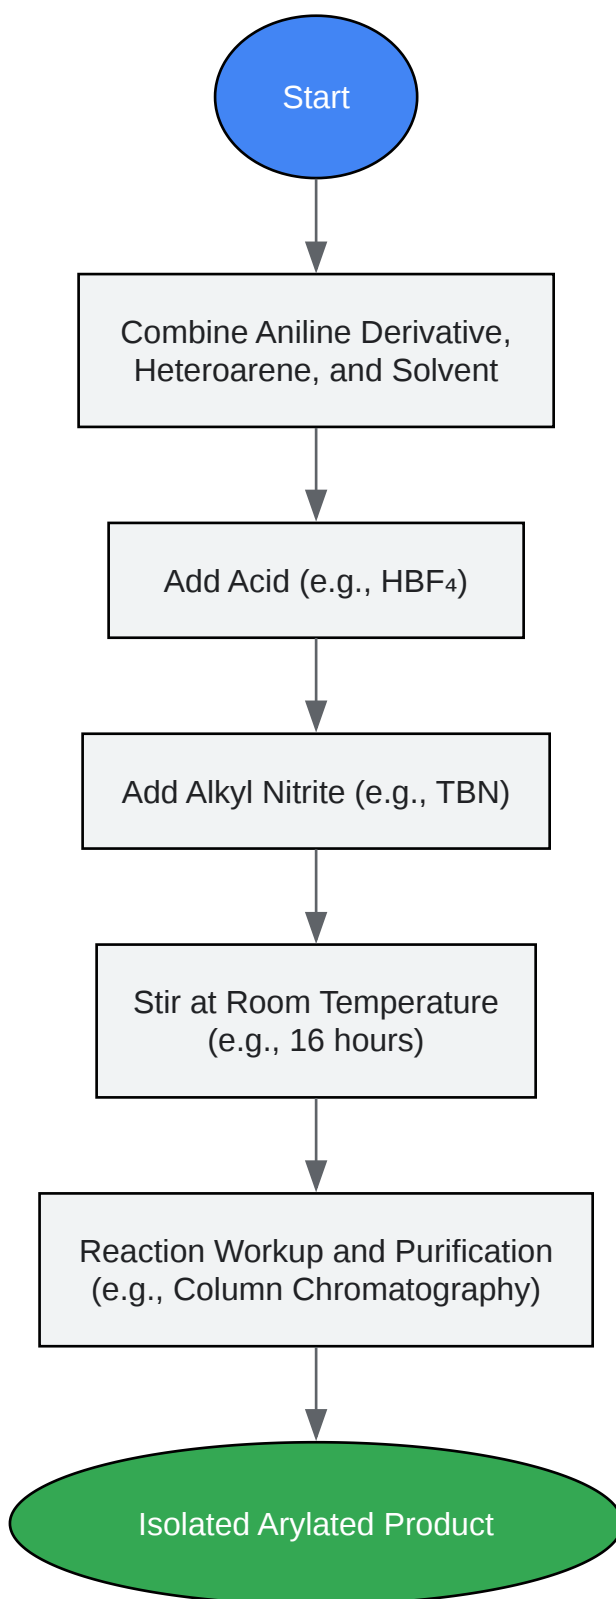 Start
Combine Aniline Derivative,
Heteroarene, and Solvent
Add Acid (e.g., HBF₄)
Add Alkyl Nitrite (e.g., TBN)
Stir at Room Temperature
(e.g., 16 hours)
Reaction Workup and Purification
(e.g., Column Chromatography)
Isolated Arylated Product